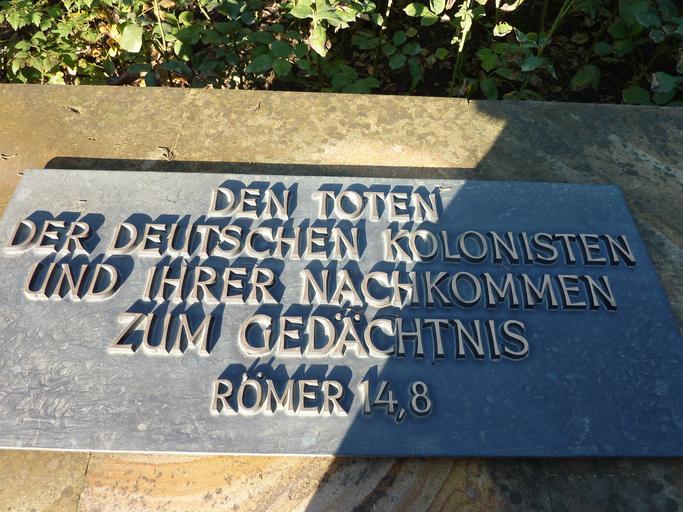 DEN TOTEN
DER DEUTSCHEN KOLONISTEN
UND IHRER NACHKOMMEN
ZUM GEDÄCHTNIS
RÖMER 14,8